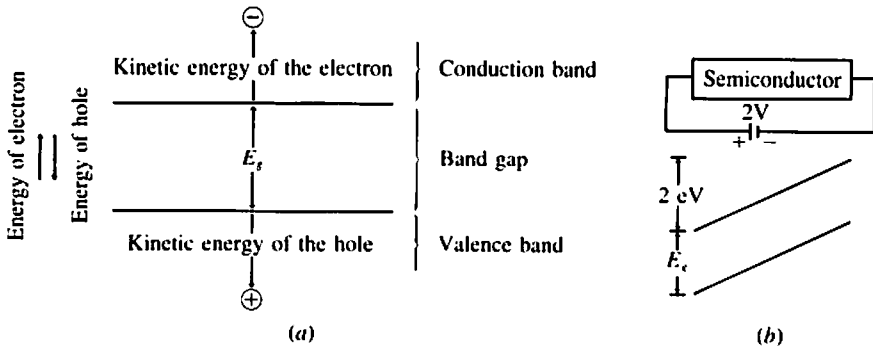 Energy of electron
Energy of hole
−
Kinetic energy of the electron
Conduction band
E_g
Band gap
Kinetic energy of the hole
Valence band
+
(a)
Semiconductor
2V
+ −
2 eV
E_g
(b)